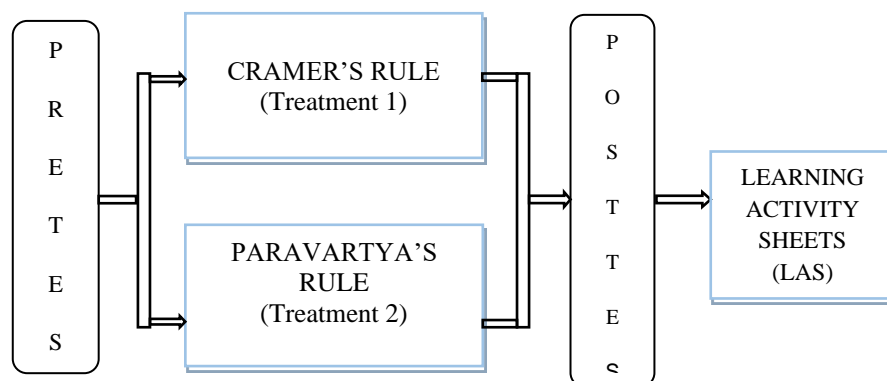 P
R
E
T
E
S
CRAMER'S RULE
(Treatment 1)
PARAVARTYA'S
RULE
(Treatment 2)
P
O
S
T
T
E
S
LEARNING
ACTIVITY
SHEETS
(LAS)